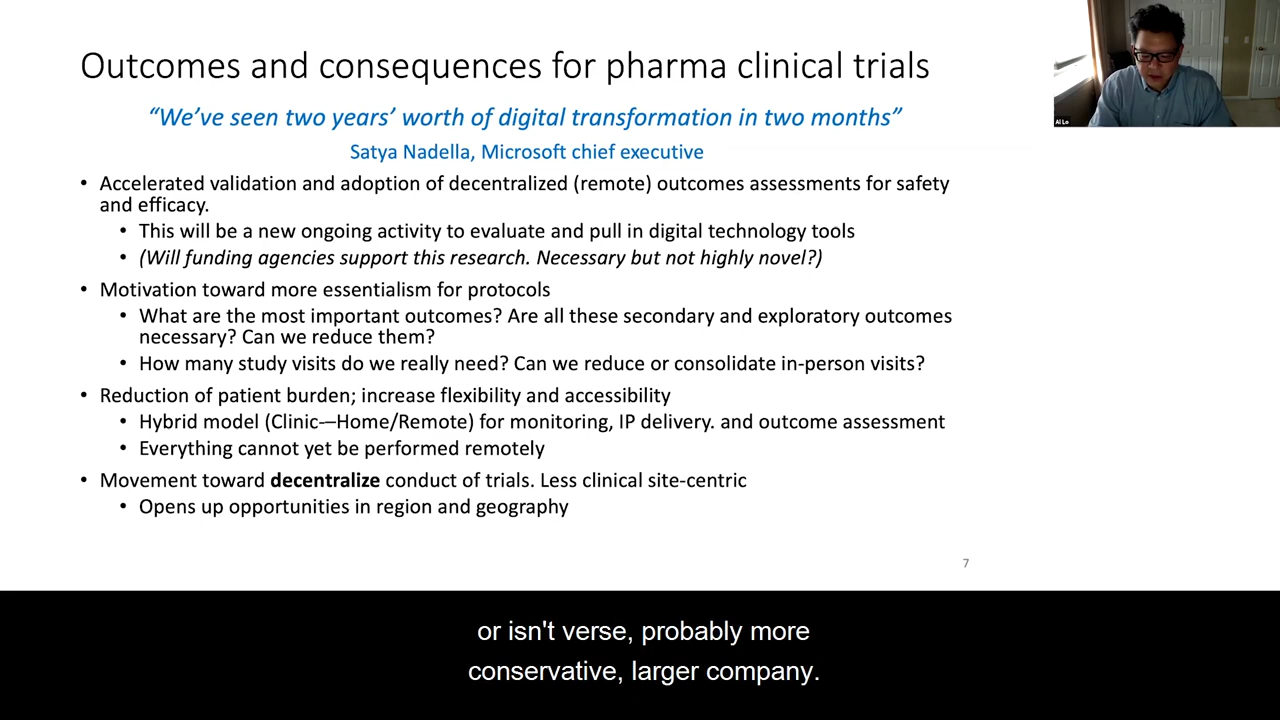 Outcomes and consequences for pharma clinical trials
“We’ve seen two years’ worth of digital transformation in two months”
Satya Nadella, Microsoft chief executive
• Accelerated validation and adoption of decentralized (remote) outcomes assessments for safety
and efficacy.
• This will be a new ongoing activity to evaluate and pull in digital technology tools
• (Will funding agencies support this research. Necessary but not highly novel?)
• Motivation toward more essentialism for protocols
• What are the most important outcomes? Are all these secondary and exploratory outcomes
necessary? Can we reduce them?
• How many study visits do we really need? Can we reduce or consolidate in-person visits?
• Reduction of patient burden; increase flexibility and accessibility
• Hybrid model (Clinic-–Home/Remote) for monitoring, IP delivery. and outcome assessment
• Everything cannot yet be performed remotely
• Movement toward decentralize conduct of trials. Less clinical site-centric
• Opens up opportunities in region and geography
7
Al Lo
or isn't verse, probably more
conservative, larger company.